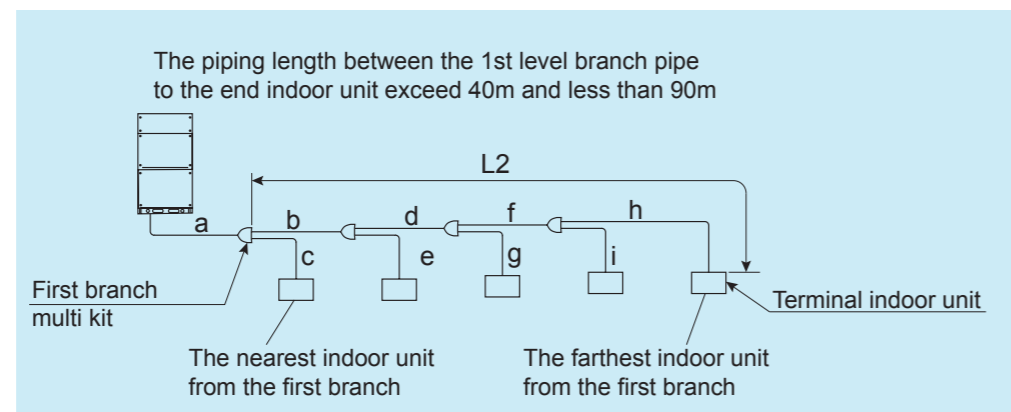 The piping length between the 1st level branch pipe
to the end indoor unit exceed 40m and less than 90m
L2
a
b
d
f
h
c
e
g
i
First branch
multi kit
Terminal indoor unit
The nearest indoor unit
from the first branch
The farthest indoor unit
from the first branch